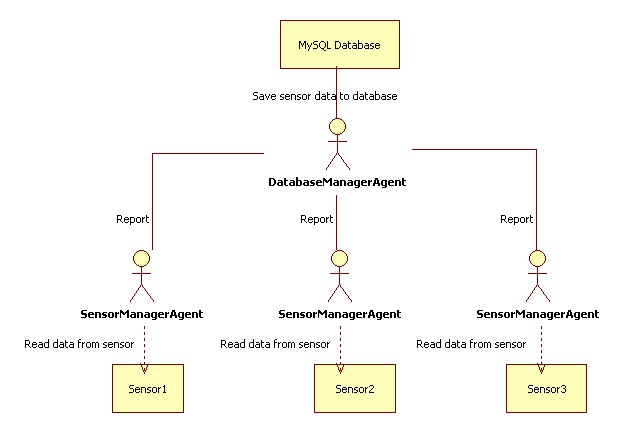 MySQL Database
Save sensor data to database
DatabaseManagerAgent
Report
Report
Report
SensorManagerAgent
SensorManagerAgent
SensorManagerAgent
Read data from sensor
Read data from sensor
Read data from sensor
Sensor1
Sensor2
Sensor3